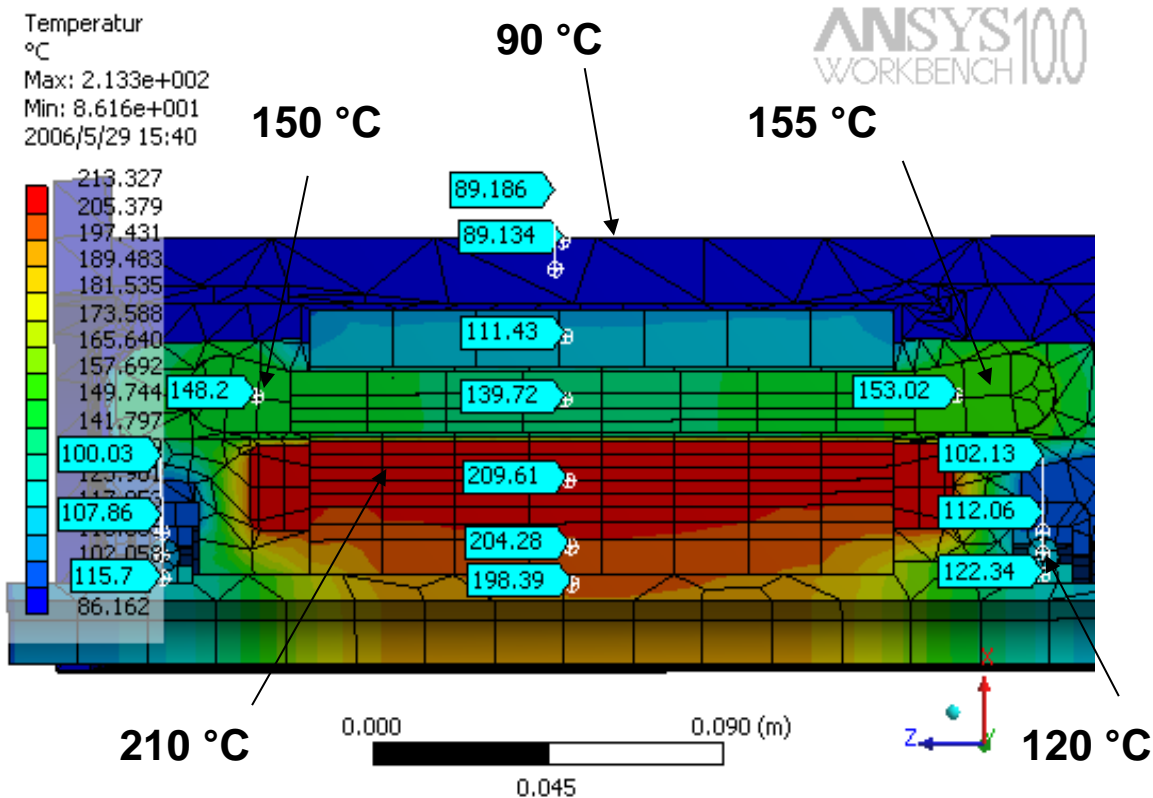 Temperatur
°C
Max: 2.133e+002
Min: 8.616e+001
2006/5/29 15:40
90 °C
ANSYS 10.0
WORKBENCH
150 °C
155 °C
213.327
205.379
197.431
189.483
181.535
173.588
165.640
157.692
149.744
141.797
102.058
86.162
89.186
89.134
111.43
148.2
139.72
153.02
100.03
209.61
102.13
107.86
204.28
112.06
115.7
198.39
122.34
210 °C
0.000
0.090 (m)
0.045
X
Y
Z
120 °C